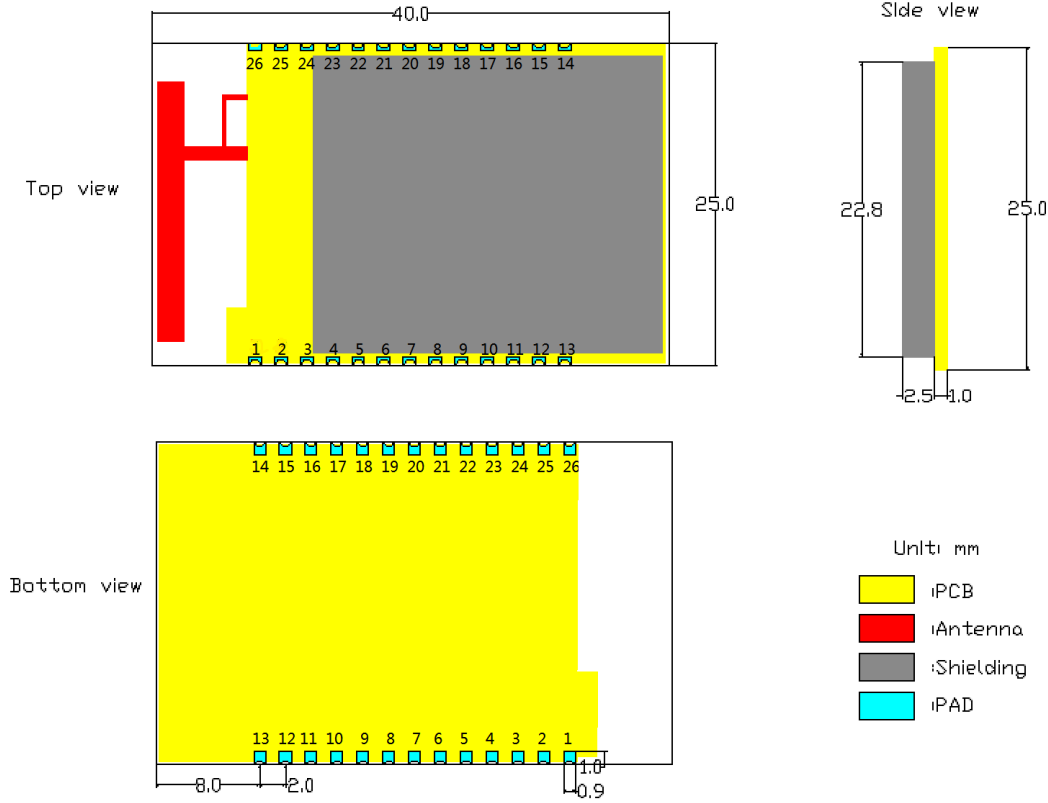 Side view
40.0
26 25 24 23 22 21 20 19 18 17 16 15 14
Top view
25.0
22.8
25.0
1 2 3 4 5 6 7 8 9 10 11 12 13
2.5
1.0
14 15 16 17 18 19 20 21 22 23 24 25 26
Unit: mm
Bottom view
:PCB
:Antenna
:Shielding
:PAD
13 12 11 10 9 8 7 6 5 4 3 2 1
1.0
8.0
2.0
0.9